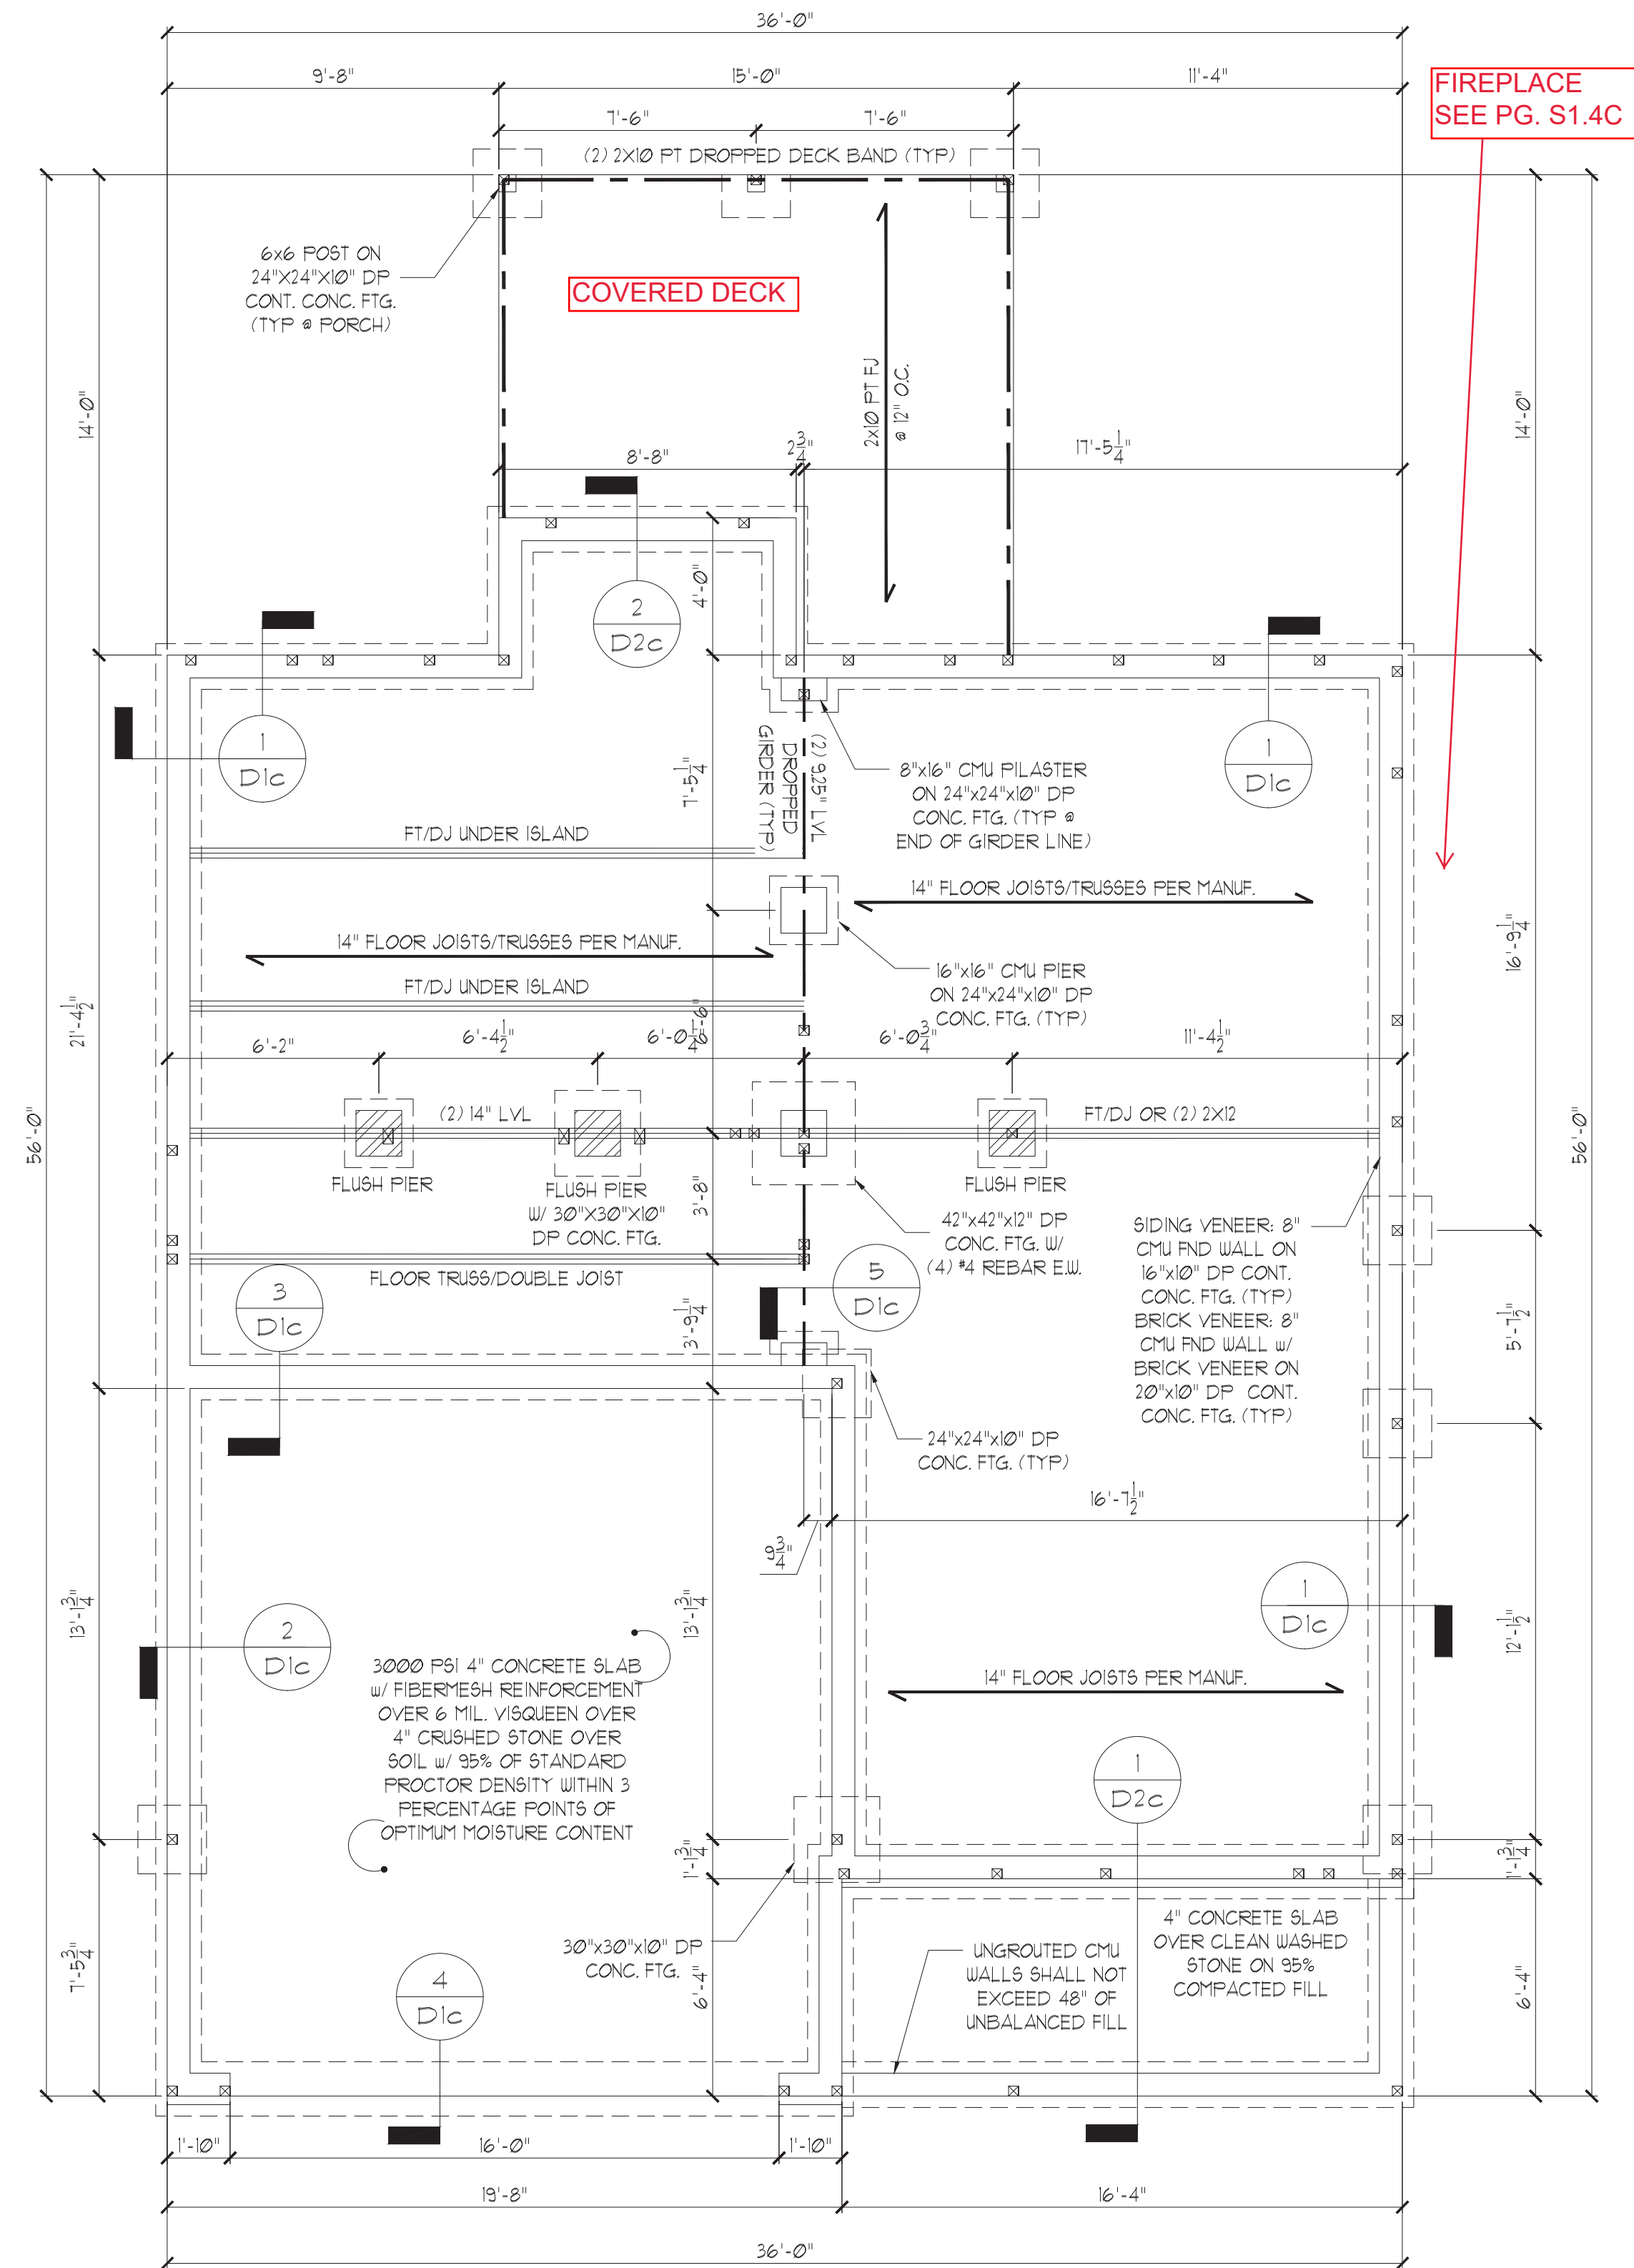 36'-0"
9'-8"
15'-0"
11'-4"
FIREPLACE
SEE PG. S1.4C
7'-6"
7'-6"
(2) 2X10 PT DROPPED DECK BAND (TYP)
6x6 POST ON
24"X24"X10" DP
CONT. CONC. FTG.
(TYP @ PORCH)
COVERED DECK
2x10 PT FJ
@ 12" O.C.
14'-0"
14'-0"
8'-8"
2 3/4"
17'-5 1/4"
4'-0"
2
D2c
1
D1c
1
D1c
7'-5 1/4"
(2) 9.25" LVL
DROPPED
GIRDER (TYP)
8"x16" CMU PILASTER
ON 24"x24"x10" DP
CONC. FTG. (TYP @
END OF GIRDER LINE)
FT/DJ UNDER ISLAND
14" FLOOR JOISTS/TRUSSES PER MANUF.
14" FLOOR JOISTS/TRUSSES PER MANUF.
16'-9 1/4"
16"x16" CMU PIER
ON 24"x24"x10" DP
CONC. FTG. (TYP)
FT/DJ UNDER ISLAND
21'-4 1/2"
6'-2"
6'-4 1/2"
6'-0 1/4"
6'-0 3/4"
11'-4 1/2"
56'-0"
56'-0"
(2) 14" LVL
FT/DJ OR (2) 2X12
FLUSH PIER
FLUSH PIER
W/ 30"X30"X10"
DP CONC. FTG.
FLUSH PIER
3'-8"
42"x42"x12" DP
CONC. FTG. W/
(4) #4 REBAR E.W.
SIDING VENEER: 8"
CMU FND WALL ON
16"x10" DP CONT.
CONC. FTG. (TYP)
BRICK VENEER: 8"
CMU FND WALL w/
BRICK VENEER ON
20"x10" DP CONT.
CONC. FTG. (TYP)
FLOOR TRUSS/DOUBLE JOIST
3
D1c
5
D1c
3'-9 1/4"
5'-7 1/2"
24"x24"x10" DP
CONC. FTG. (TYP)
16'-7 1/2"
9 3/4"
13'-1 3/4"
13'-1 3/4"
12'-1 1/2"
2
D1c
1
D1c
3000 PSI 4" CONCRETE SLAB
w/ FIBERMESH REINFORCEMENT
OVER 6 MIL. VISQUEEN OVER
4" CRUSHED STONE OVER
SOIL w/ 95% OF STANDARD
PROCTOR DENSITY WITHIN 3
PERCENTAGE POINTS OF
OPTIMUM MOISTURE CONTENT
14" FLOOR JOISTS PER MANUF.
1
D2c
1'-1 3/4"
1'-1 3/4"
30"x30"x10" DP
CONC. FTG.
UNGROUTED CMU
WALLS SHALL NOT
EXCEED 48" OF
UNBALANCED FILL
4" CONCRETE SLAB
OVER CLEAN WASHED
STONE ON 95%
COMPACTED FILL
7'-5 3/4"
6'-4"
6'-4"
4
D1c
1'-10"
16'-0"
1'-10"
19'-8"
16'-4"
36'-0"